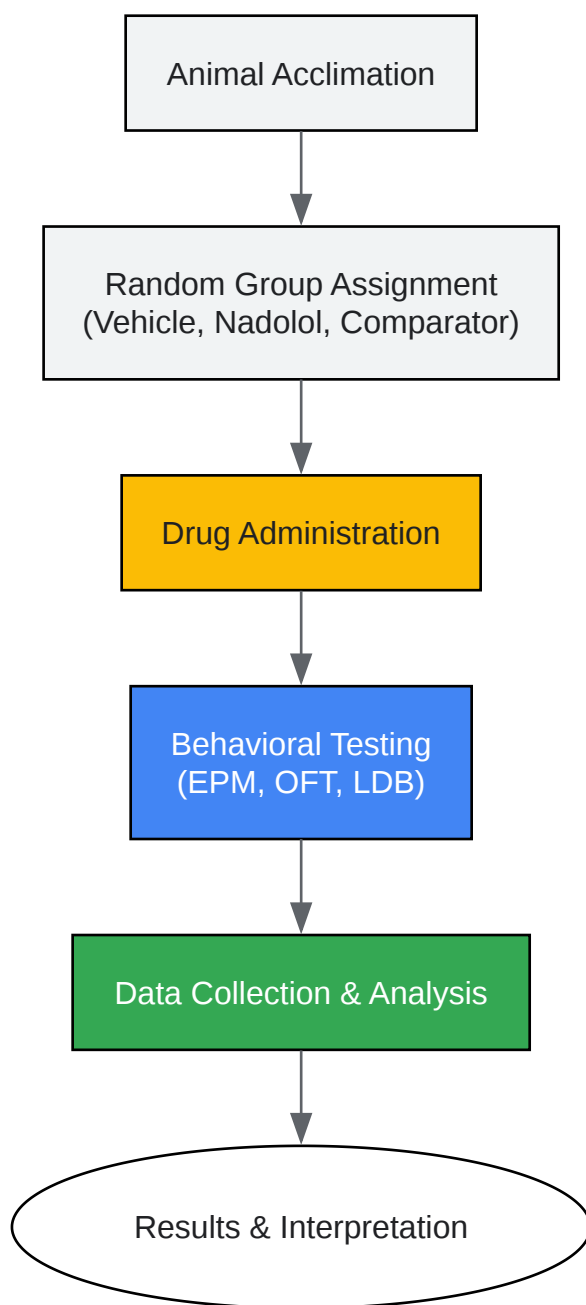 Animal Acclimation
Random Group Assignment
(Vehicle, Nadolol, Comparator)
Drug Administration
Behavioral Testing
(EPM, OFT, LDB)
Data Collection & Analysis
Results & Interpretation